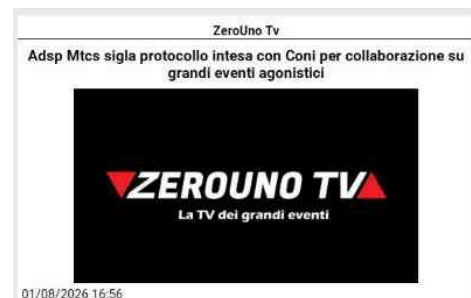 ZeroUno Tv
Adsp Mtcs sigla protocollo intesa con Coni per collaborazione su
grandi eventi agonistici
ZEROUNO TV
La TV dei grandi eventi
01/08/2026 16:56